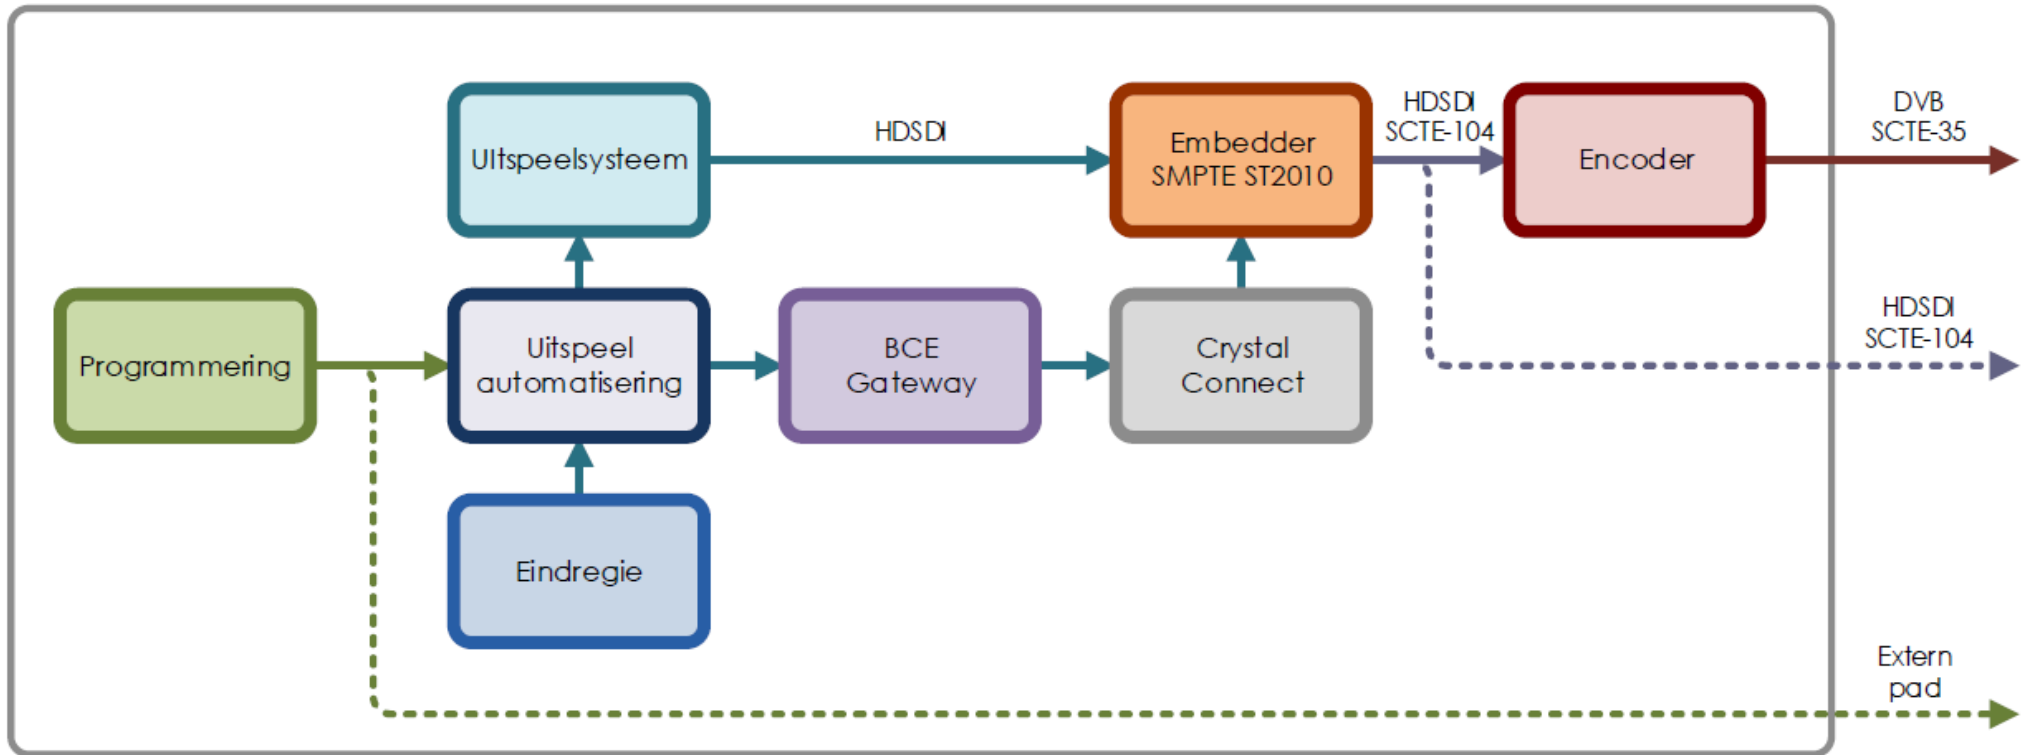 HDSDI
SCTE-104
DVB
SCTE-35
UItspeelsysteem
HDSDI
Embedder
SMPTE ST2010
Encoder
HDSDI
SCTE-104
Programmering
Uitspeel
automatisering
BCE
Gateway
Crystal
Connect
Eindregie
Extern
pad